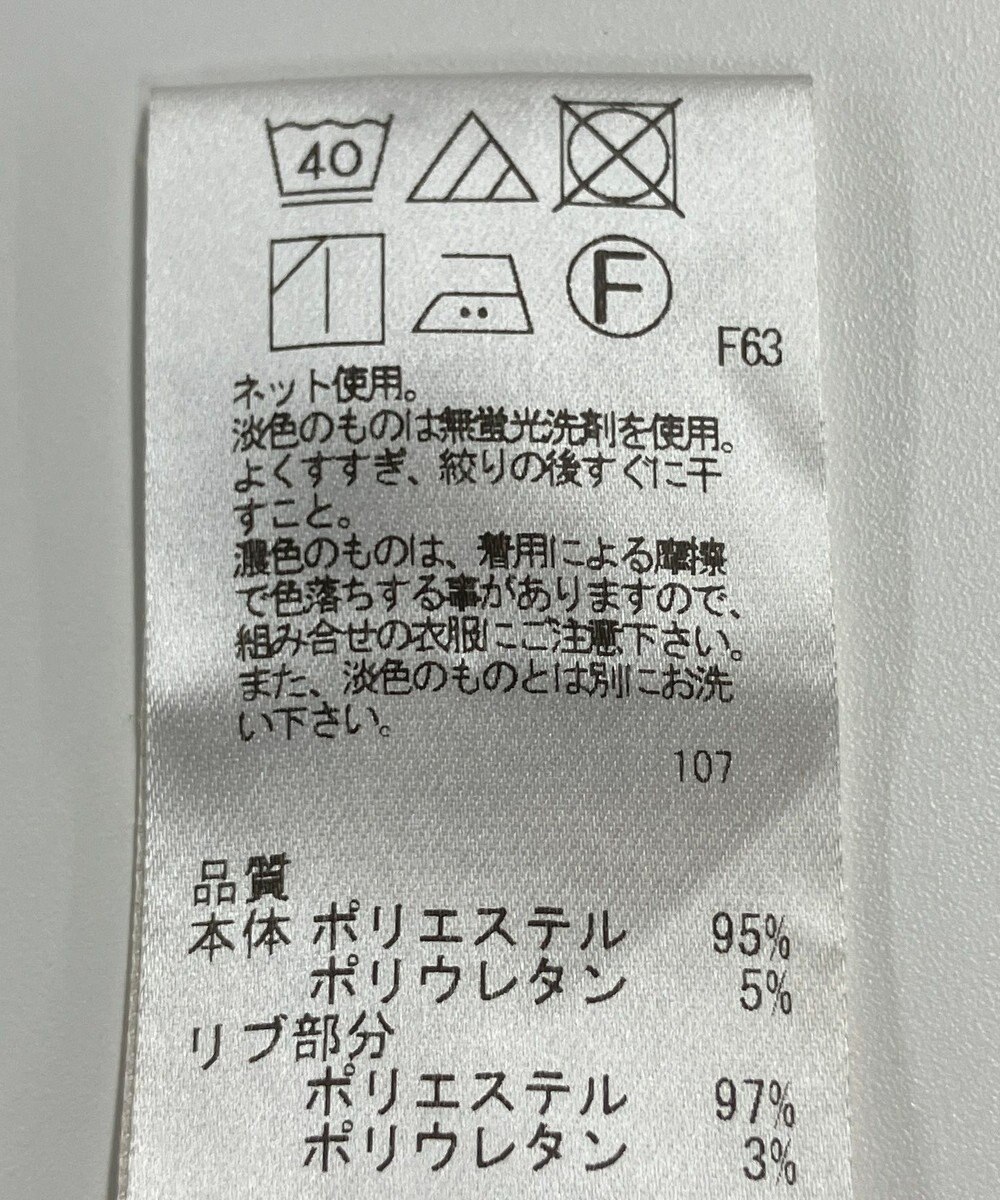 40
F
F63
ネット使用。
淡色のものは無蛍光洗剤を使用。
よくすすぎ、絞りの後すぐに干
すこと。
濃色のものは、着用による摩擦
で色落ちする事がありますので、
組み合せの衣服にご注意下さい。
また、淡色のものとは別にお洗
い下さい。
107
品質
本体 ポリエステル 95%
ポリウレタン 5%
リブ部分
ポリエステル 97%
ポリウレタン 3%